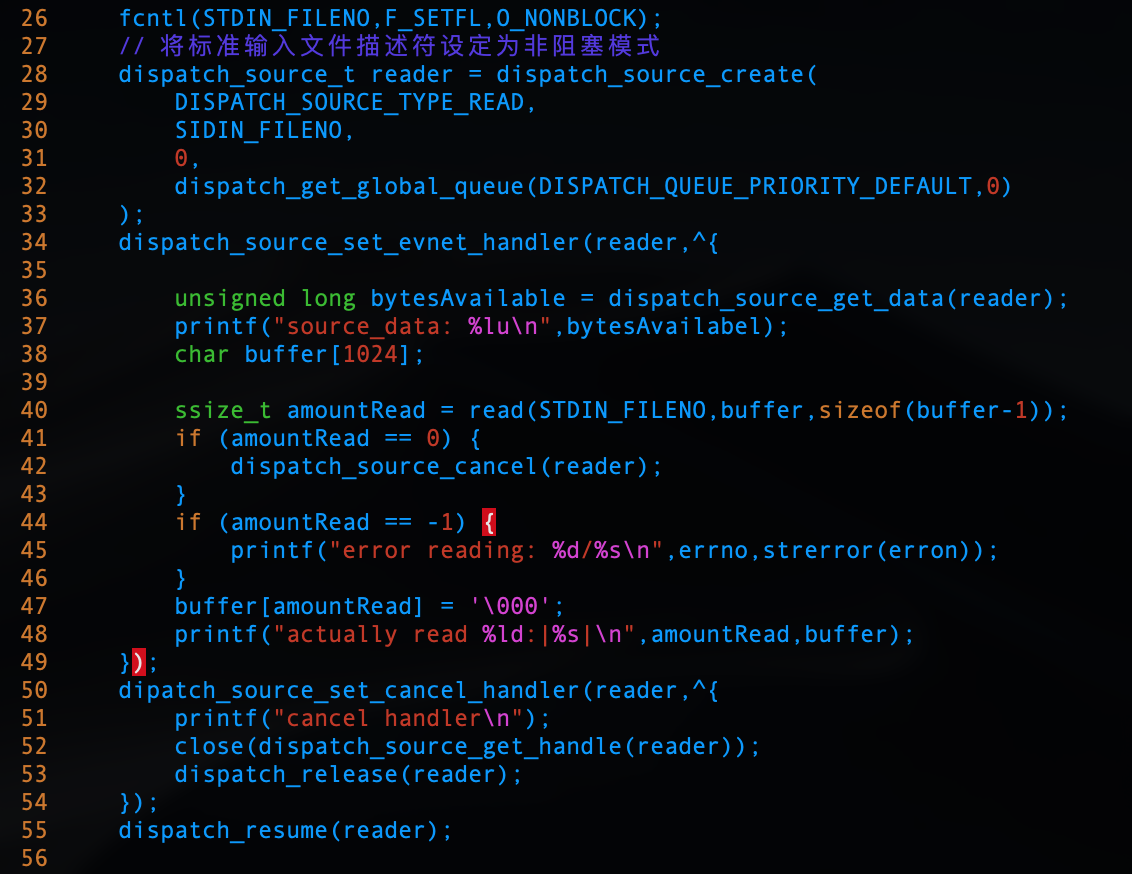 26 fcntl(STDIN_FILENO,F_SETFL,O_NONBLOCK);
27 // 将标准输入文件描述符设定为非阻塞模式
28 dispatch_source_t reader = dispatch_source_create(
29 DISPATCH_SOURCE_TYPE_READ,
30 SIDIN_FILENO,
31 0,
32 dispatch_get_global_queue(DISPATCH_QUEUE_PRIORITY_DEFAULT,0)
33 );
34 dispatch_source_set_evnet_handler(reader,^{
35
36 unsigned long bytesAvailable = dispatch_source_get_data(reader);
37 printf("source_data: %lu\n",bytesAvailabel);
38 char buffer[1024];
39
40 ssize_t amountRead = read(STDIN_FILENO,buffer,sizeof(buffer-1));
41 if (amountRead == 0) {
42 dispatch_source_cancel(reader);
43 }
44 if (amountRead == -1) {
45 printf("error reading: %d/%s\n",errno,strerror(erron));
46 }
47 buffer[amountRead] = '\000';
48 printf("actually read %ld:|%s|\n",amountRead,buffer);
49 });
50 dipatch_source_set_cancel_handler(reader,^{
51 printf("cancel handler\n");
52 close(dispatch_source_get_handle(reader));
53 dispatch_release(reader);
54 });
55 dispatch_resume(reader);
56